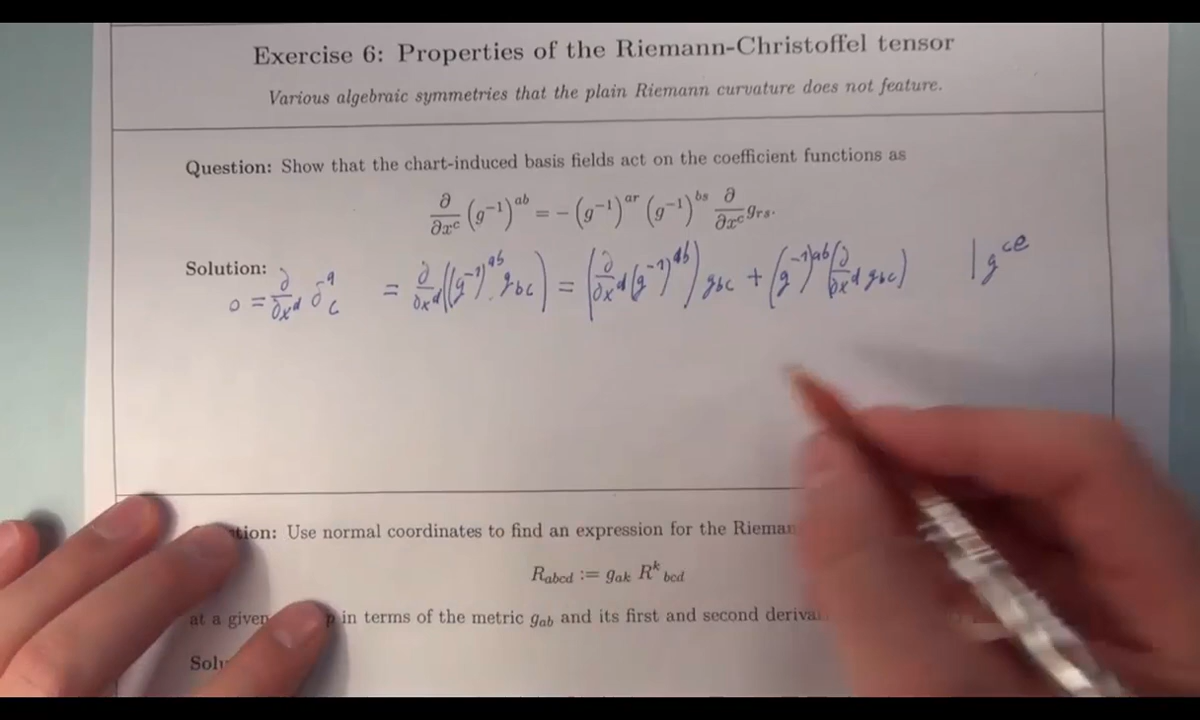 Exercise 6: Properties of the Riemann-Christoffel tensor
Various algebraic symmetries that the plain Riemann curvature does not feature.
Question: Show that the chart-induced basis fields act on the coefficient functions as
∂/∂x^c (g^{-1})^{ab} = − (g^{-1})^{ar} (g^{-1})^{bs} ∂/∂x^c g_{rs}.
Solution:
0 = ∂/∂x^d δ^a_c = ∂/∂x^d ((g^{-1})^{ab} g_{bc}) = (∂/∂x^d (g^{-1})^{ab}) g_{bc} + (g^{-1})^{ab} (∂/∂x^d g_{bc}) | g^{ce}
Use normal coordinates to find an expression for the
R_{abcd} := g_{ak} R^k_{bcd}
at a given p in terms of the metric g_{ab} and its first and second